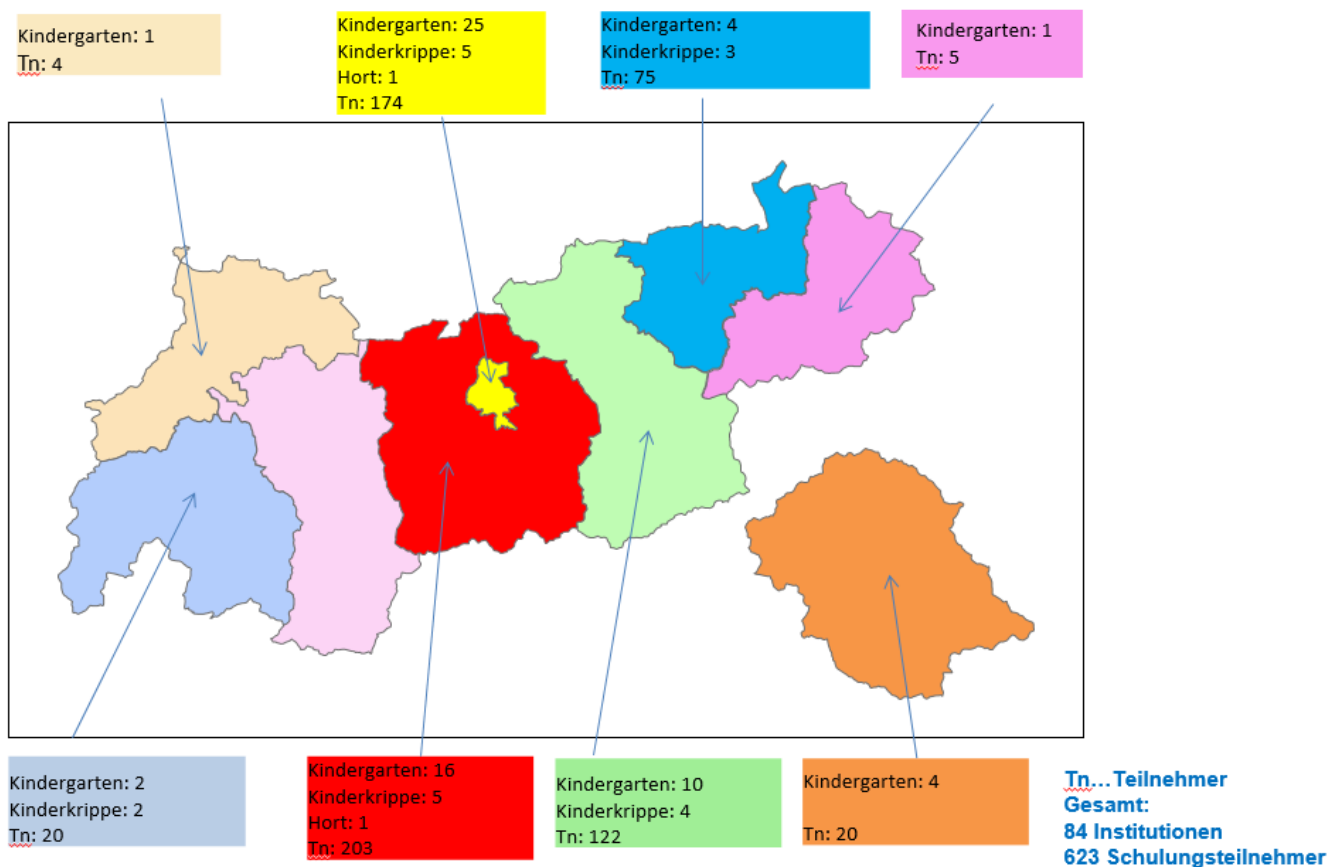 Kindergarten: 1
Tn: 4
Kindergarten: 25
Kinderkrippe: 5
Hort: 1
Tn: 174
Kindergarten: 4
Kinderkrippe: 3
Tn: 75
Kindergarten: 1
Tn: 5
Kindergarten: 2
Kinderkrippe: 2
Tn: 20
Kindergarten: 16
Kinderkrippe: 5
Hort: 1
Tn: 203
Kindergarten: 10
Kinderkrippe: 4
Tn: 122
Kindergarten: 4
Tn: 20
Tn...Teilnehmer
Gesamt:
84 Institutionen
623 Schulungsteilnehmer